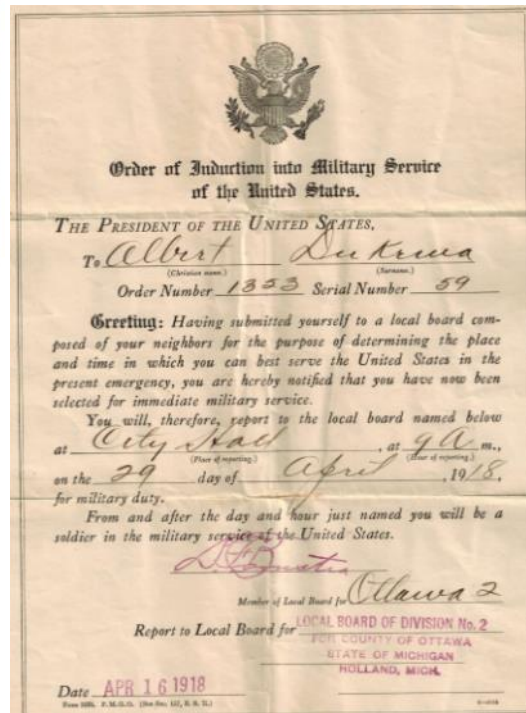 Order of Induction into Military Service
of the United States.
THE PRESIDENT OF THE UNITED STATES,
To Albert
(Christian name.) (Surname.)
Order Number 1353 Serial Number 59
Greeting: Having submitted yourself to a local board com-
posed of your neighbors for the purpose of determining the place
and time in which you can best serve the United States in the
present emergency, you are hereby notified that you have now been
selected for immediate military service.
You will, therefore, report to the local board named below
at City Hall, at 9 A m.,
(Place of reporting.) (Hour of reporting.)
on the 29 day of April, 1918,
for military duty.
From and after the day and hour just named you will be a
soldier in the military service of the United States.
Member of Local Board for Ottawa 2
Report to Local Board for LOCAL BOARD OF DIVISION No. 2
FOR COUNTY OF OTTAWA
STATE OF MICHIGAN
HOLLAND, MICH.
Date APR 16 1918